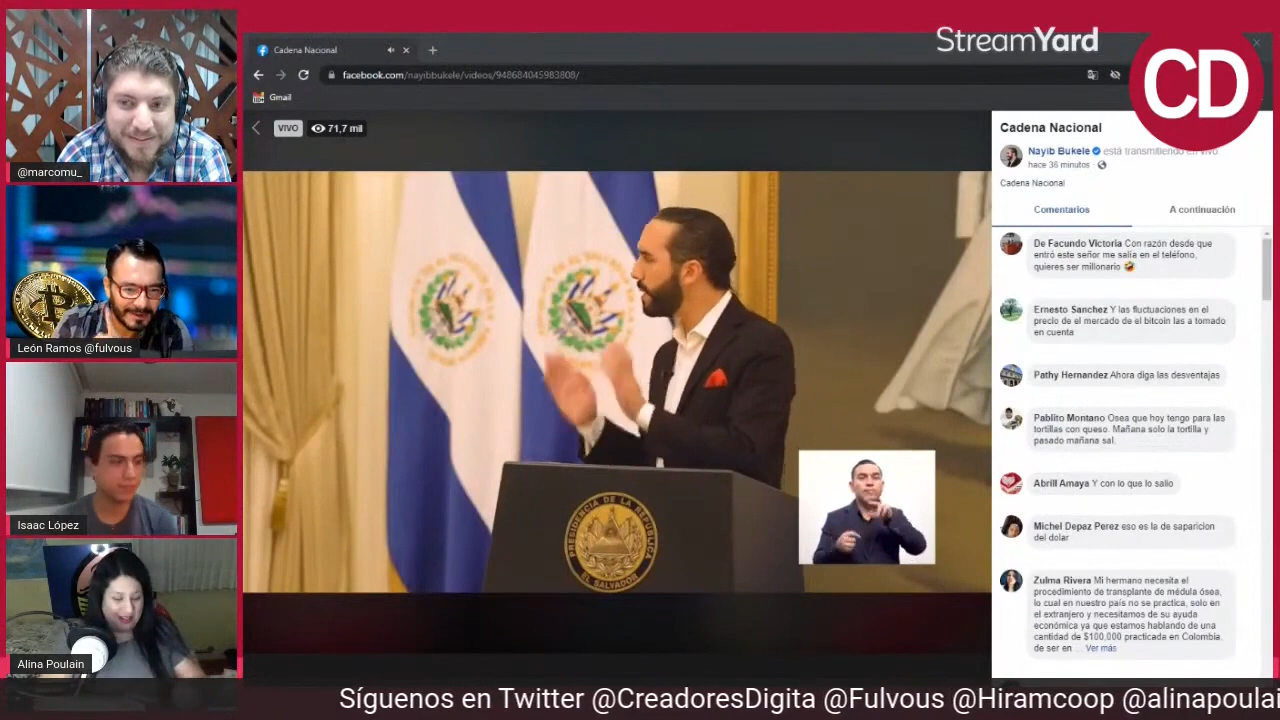 StreamYard
CD
Cadena Nacional
facebook.com/nayibbukele/videos/948684045983808/
Gmail
VIVO
71,7 mil
@marcomu_
León Ramos @fulvous
Isaac López
Alina Poulain
PRESIDENCIA DE LA REPUBLICA
EL SALVADOR
Cadena Nacional
Nayib Bukele está transmitiendo en vivo
hace 36 minutos
Cadena Nacional
Comentarios
A continuación
De Facundo Victoria Con razón desde que
entró este señor me salía en el teléfono,
quieres ser millonario 🤣
Ernesto Sanchez Y las fluctuaciones en el
precio de el mercado de el bitcoin las a tomado
en cuenta
Pathy Hernandez Ahora diga las desventajas
Pablito Montano Osea que hoy tengo para las
tortillas con queso. Mañana solo la tortilla y
pasado mañana sal.
Abrill Amaya Y con lo que lo salio
Michel Depaz Perez eso es la de saparicion
del dolar
Zulma Rivera Mi hermano necesita el
procedimiento de transplante de médula ósea,
lo cual en nuestro país no se practica, solo en
el extranjero y necesitamos de su ayuda
económica ya que estamos hablando de una
cantidad de $100,000 practicada en Colombia.
de ser en ... Ver más
Síguenos en Twitter @CreadoresDigita @Fulvous @Hiramcoop @alinapoulai